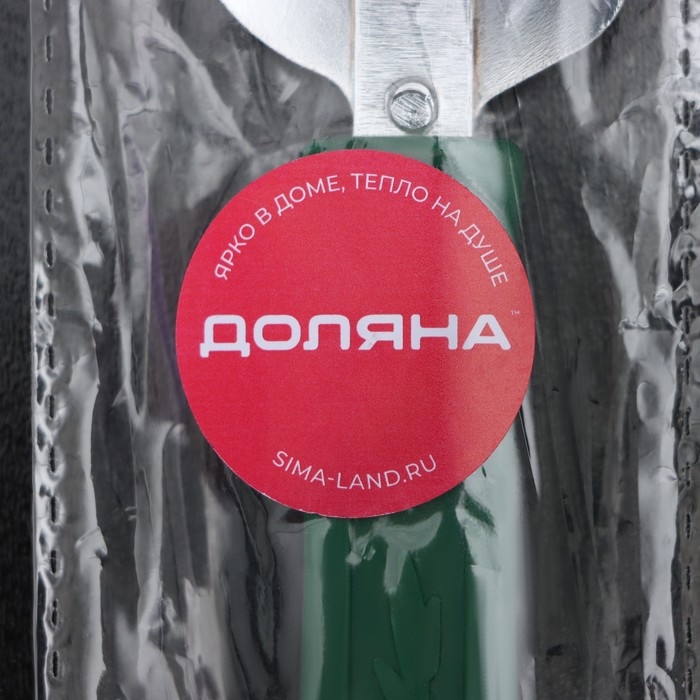 ЯРКО В ДОМЕ, ТЕПЛО НА ДУШЕ
ДОЛЯНА™
SIMA-LAND.RU